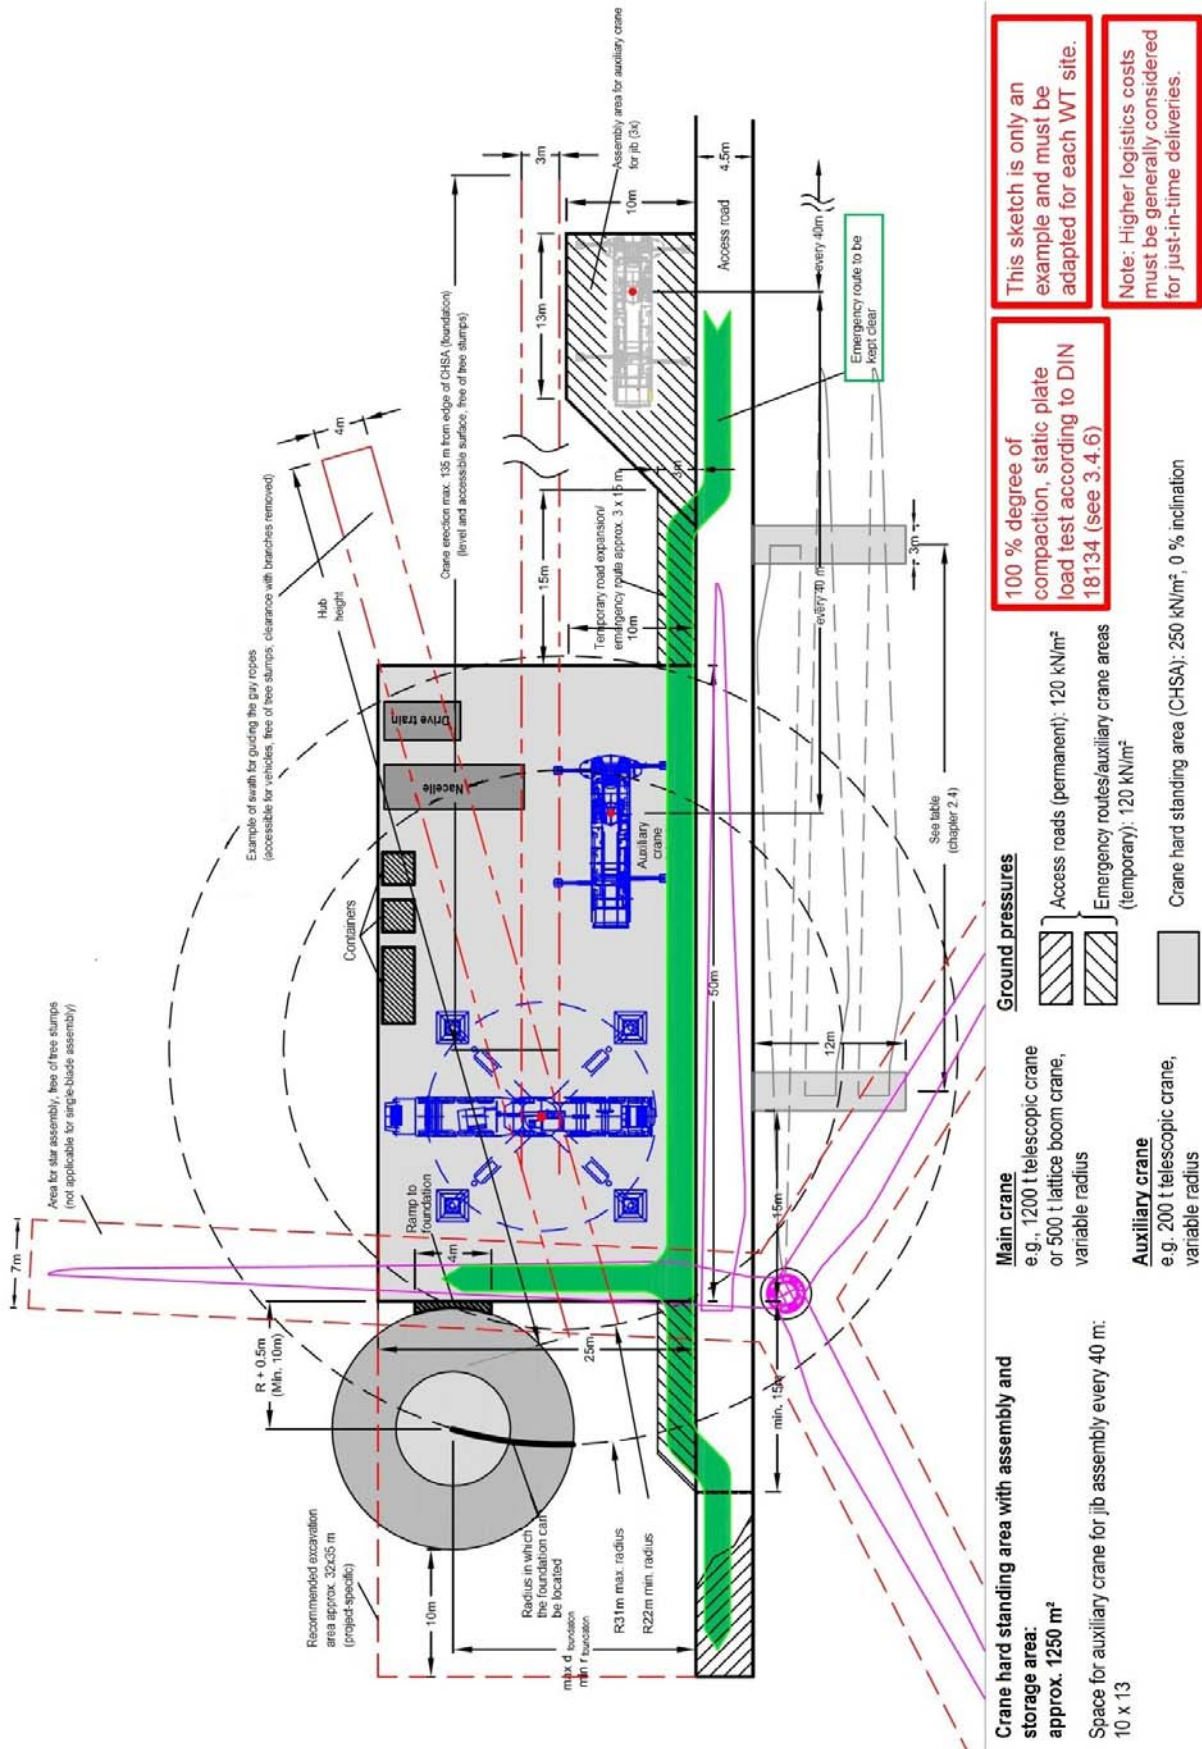 Area for star assembly, free of tree stumps
(not applicable for single-blade assembly)
7m
R + 0.5m
(Min. 10m)
Recommended excavation
area approx. 32x35 m
(project-specific)
10m
max d foundation
min r foundation
Radius in which
the foundation can
be located
R31m max. radius
R22m min. radius
Ramp to
foundation
4m
25m
Containers
Example of swath for guiding the guy ropes
(accessible for vehicles, free of tree stumps; clearance with branches removed)
Hub
height
4m
Nacelle
Drive train
Auxiliary
crane
Crane erection max. 135 m from edge of CHSA (foundation)
(level and accessible surface, free of tree stumps)
15m
Temporary road expansion/
emergency route approx. 3 x 15 m
10m
3m
13m
10m
3m
Assembly area for auxiliary crane
for jib (3x)
Access road
4.5m
every 40m
every 40 m
Emergency route to be
kept clear
50m
min. 15m
15m
12m
3m
See table
(chapter 2.4)
Crane hard standing area with assembly and
storage area:
approx. 1250 m²
Space for auxiliary crane for jib assembly every 40 m:
10 x 13
Main crane
e.g., 1200 t telescopic crane
or 500 t lattice boom crane,
variable radius
Auxiliary crane
e.g. 200 t telescopic crane,
variable radius
Ground pressures
Access roads (permanent): 120 kN/m²
Emergency routes/auxiliary crane areas
(temporary): 120 kN/m²
Crane hard standing area (CHSA): 250 kN/m², 0 % inclination
100 % degree of
compaction, static plate
load test according to DIN
18134 (see 3.4.6)
This sketch is only an
example and must be
adapted for each WT site.
Note: Higher logistics costs
must be generally considered
for just-in-time deliveries.